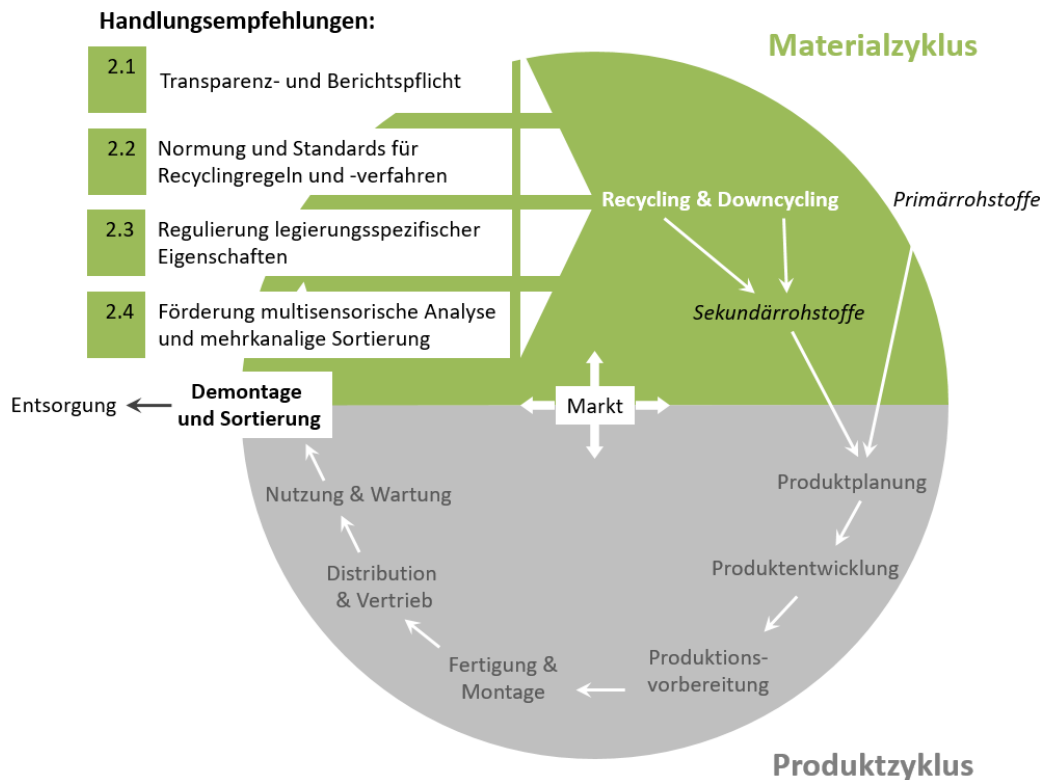 Handlungsempfehlungen:
Materialzyklus
2.1
Transparenz- und Berichtspflicht
2.2
Normung und Standards für
Recyclingregeln und -verfahren
2.3
Regulierung legierungsspezifischer
Eigenschaften
2.4
Förderung multisensorische Analyse
und mehrkanalige Sortierung
Recycling & Downcycling
Primärrohstoffe
Sekundärrohstoffe
Entsorgung
Demontage
und Sortierung
Markt
Nutzung & Wartung
Produktplanung
Distribution
& Vertrieb
Produktentwicklung
Fertigung &
Montage
Produktions-
vorbereitung
Produktzyklus